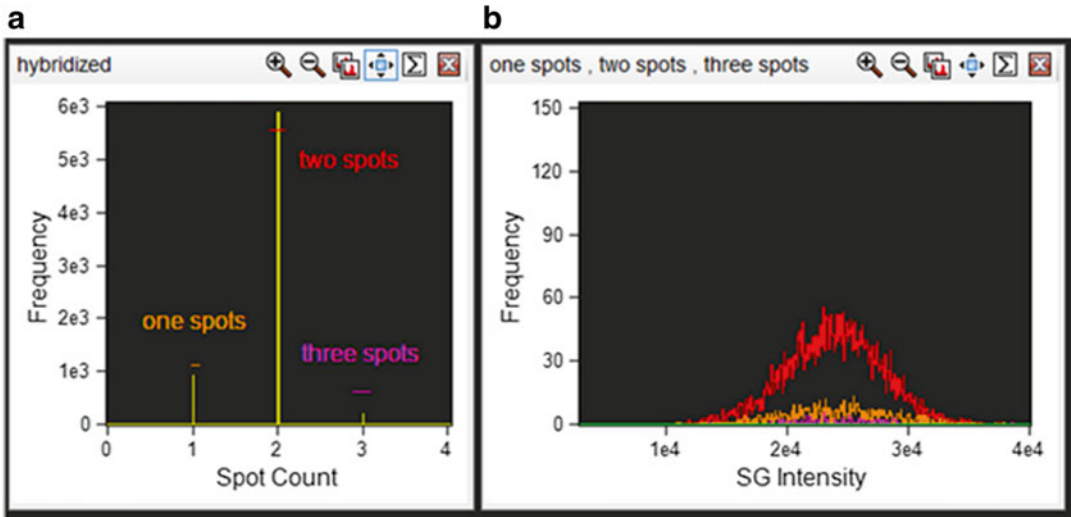 a
hybridized
6e3
5e3
4e3
3e3
2e3
1e3
0
Frequency
two spots
one spots
three spots
0 1 2 3 4
Spot Count
b
one spots , two spots , three spots
150
120
90
60
30
0
Frequency
1e4 2e4 3e4 4e4
SG Intensity